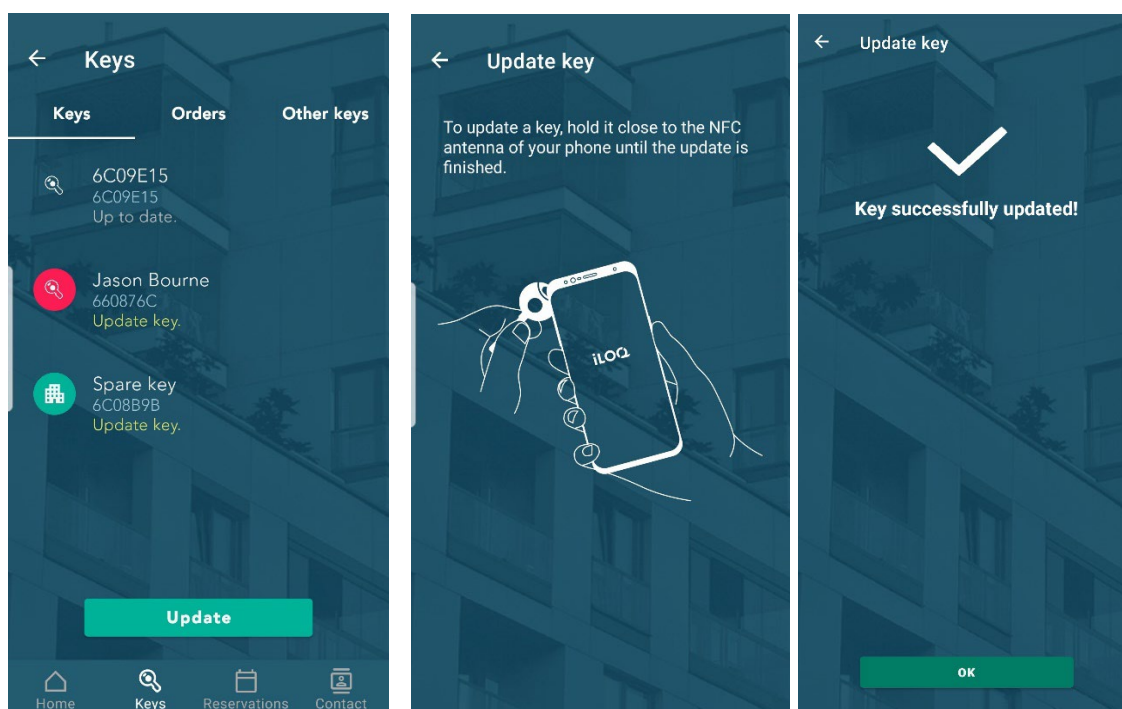 Keys
Keys Orders Other keys
6C09E15
6C09E15
Up to date.
Jason Bourne
660876C
Update key.
Spare key
6C08B9B
Update key.
Update
Home Keys Reservations Contact
Update key
To update a key, hold it close to the NFC
antenna of your phone until the update is
finished.
iLOQ
Update key
Key successfully updated!
OK